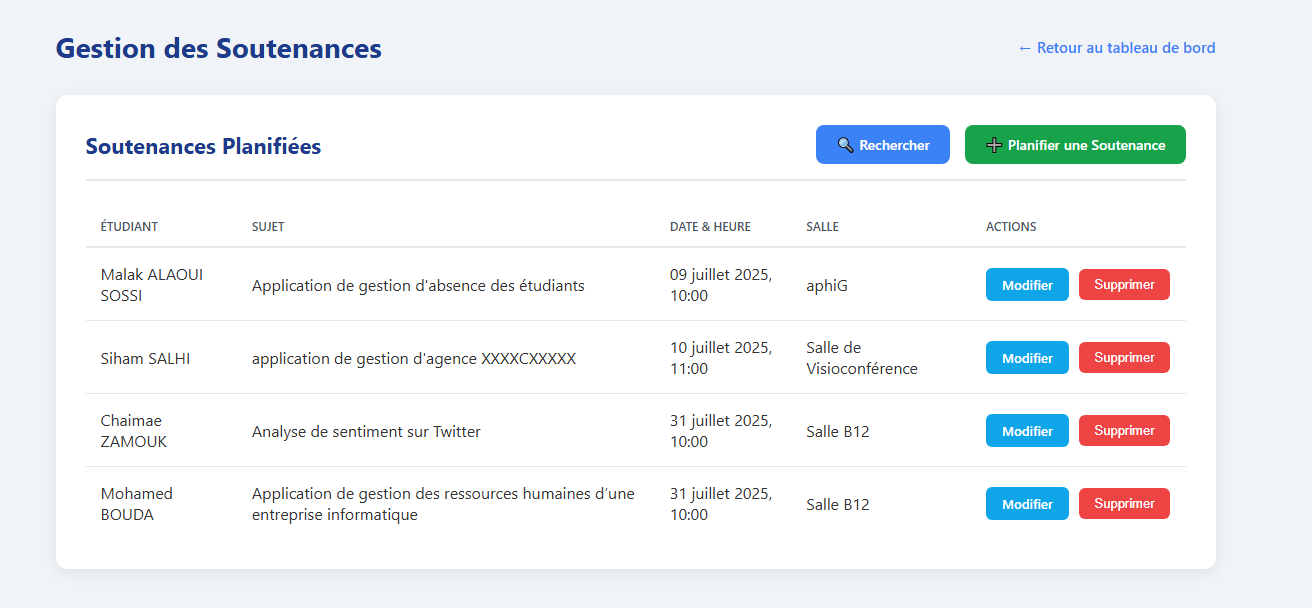 Gestion des Soutenances
← Retour au tableau de bord
Soutenances Planifiées
🔍 Rechercher
➕ Planifier une Soutenance
ÉTUDIANT SUJET DATE & HEURE SALLE ACTIONS
Malak ALAOUI
SOSSI
Application de gestion d'absence des étudiants
09 juillet 2025,
10:00
aphiG
Modifier
Supprimer
Siham SALHI
application de gestion d'agence XXXXCXXXXX
10 juillet 2025,
11:00
Salle de
Visioconférence
Modifier
Supprimer
Chaimae
ZAMOUK
Analyse de sentiment sur Twitter
31 juillet 2025,
10:00
Salle B12
Modifier
Supprimer
Mohamed
BOUDA
Application de gestion des ressources humaines d’une
entreprise informatique
31 juillet 2025,
10:00
Salle B12
Modifier
Supprimer